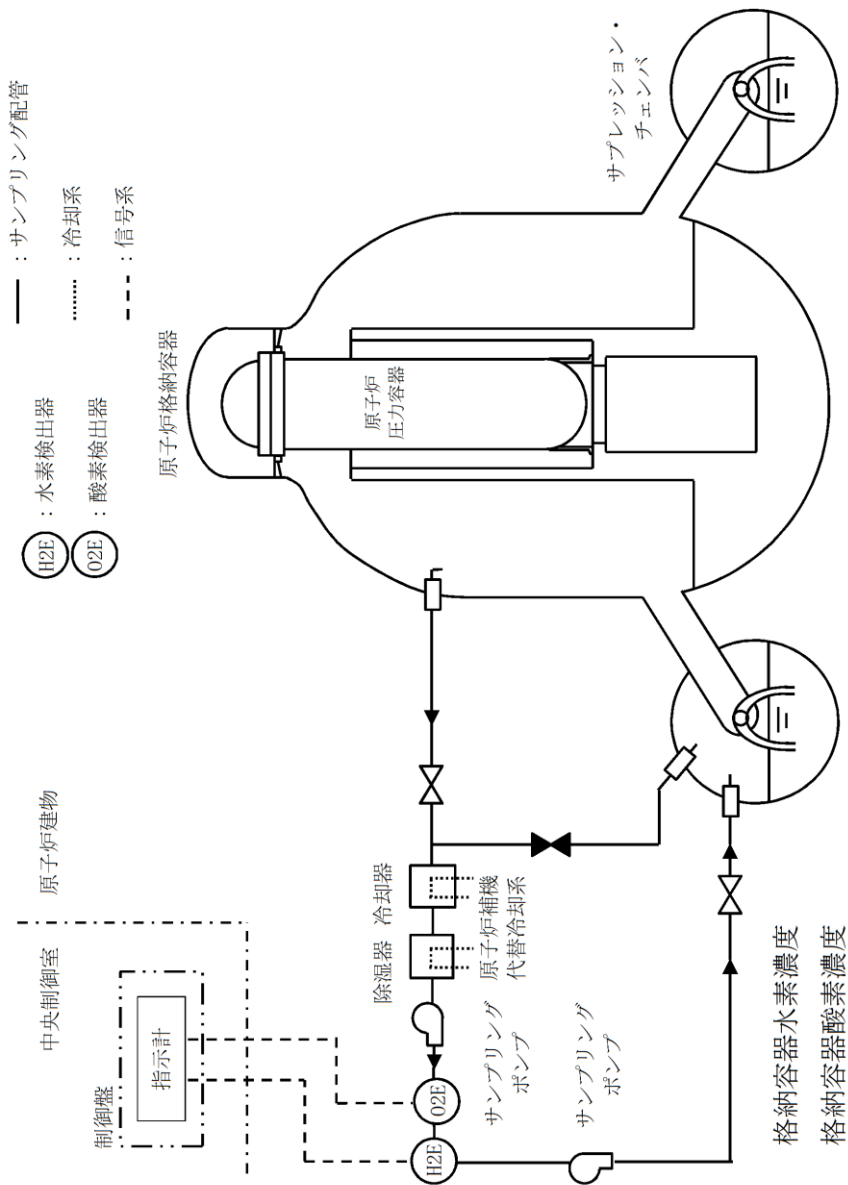 H2E
：水素検出器
O2E
：酸素検出器
：サンプリング配管
：冷却系
：信号系
中央制御室
原子炉建物
制御盤
指示計
原子炉格納容器
原子炉
圧力容器
サプレッション・
チェンバ
除湿器
冷却器
原子炉補機
代替冷却系
H2E
O2E
サンプリング
ポンプ
サンプリング
ポンプ
格納容器水素濃度
格納容器酸素濃度